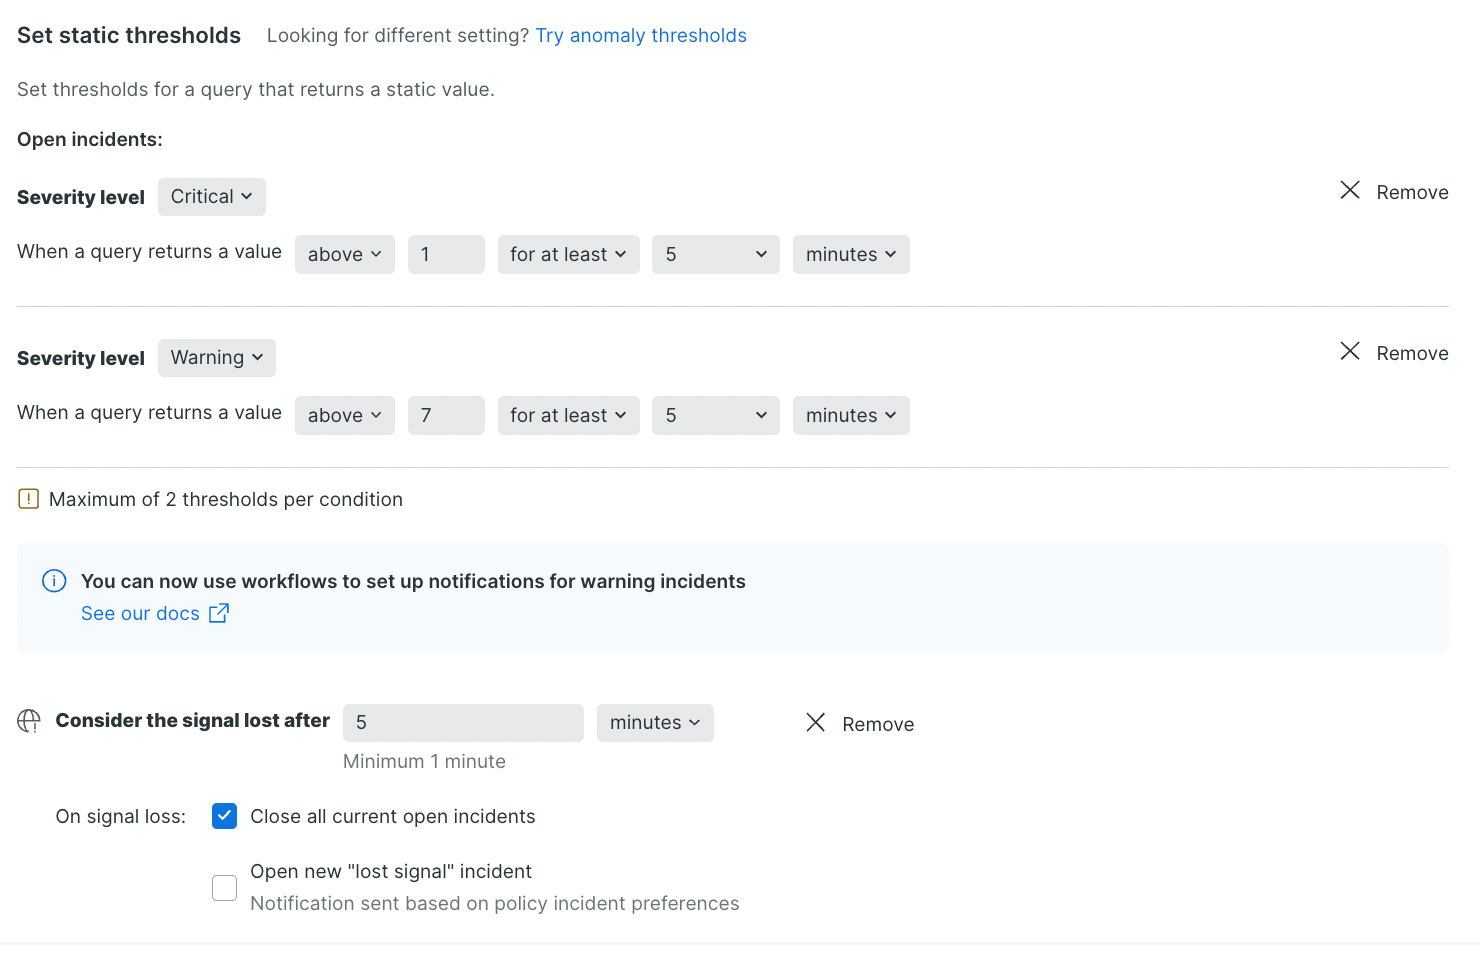 Set static thresholds Looking for different setting? Try anomaly thresholds
Set thresholds for a query that returns a static value.
Open incidents:
Severity level Critical Remove
When a query returns a value above 1 for at least 5 minutes
Severity level Warning Remove
When a query returns a value above 7 for at least 5 minutes
Maximum of 2 thresholds per condition
You can now use workflows to set up notifications for warning incidents
See our docs
Consider the signal lost after 5 minutes Remove
Minimum 1 minute
On signal loss: Close all current open incidents
Open new "lost signal" incident
Notification sent based on policy incident preferences